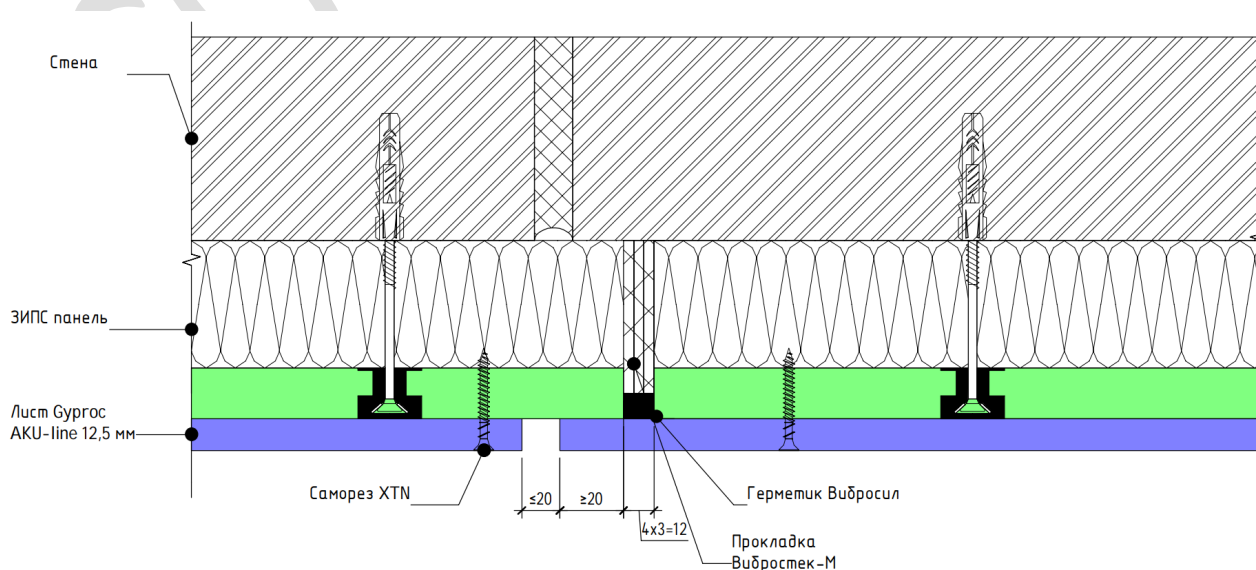 Стена
ЗИПС панель
Лист Gyproc
AKU-line 12,5 мм
Саморез XTN
≤20
≥20
4x3=12
Герметик Вибросил
Прокладка
Вибростек-М